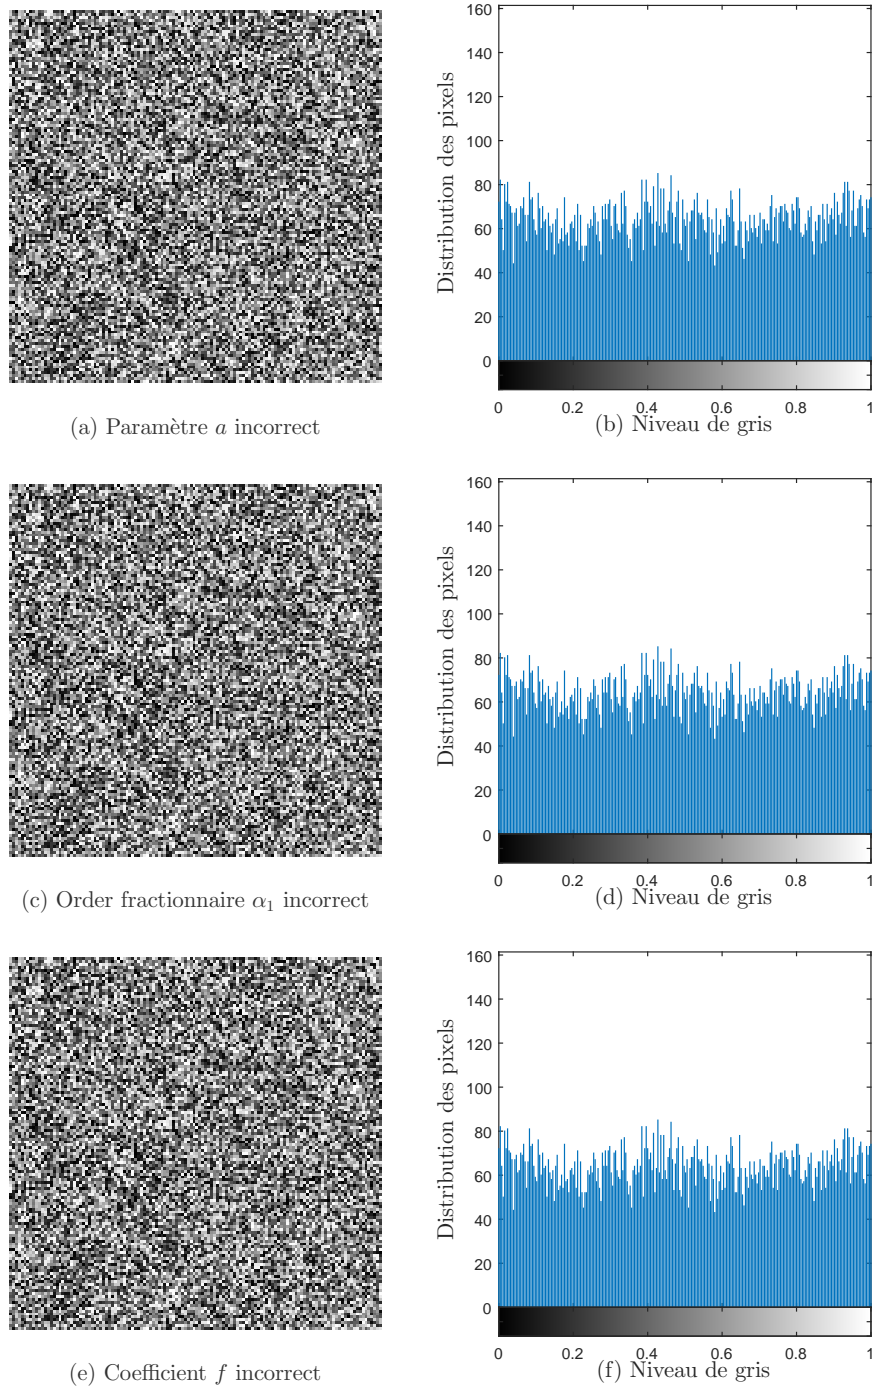 160
140
120
100
80
60
40
20
0
Distribution des pixels
0 0.2 0.4 0.6 0.8 1
(a) Paramètre a incorrect
(b) Niveau de gris
160
140
120
100
80
60
40
20
0
Distribution des pixels
0 0.2 0.4 0.6 0.8 1
(c) Order fractionnaire α₁ incorrect
(d) Niveau de gris
160
140
120
100
80
60
40
20
0
Distribution des pixels
0 0.2 0.4 0.6 0.8 1
(e) Coefficient f incorrect
(f) Niveau de gris